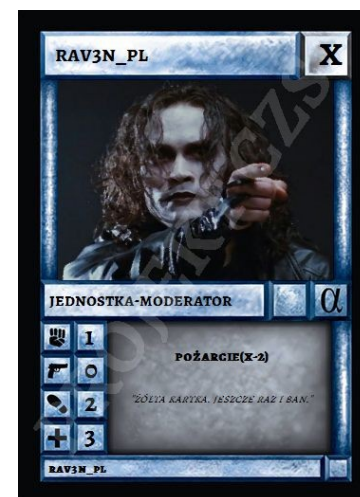 RAV3N_PL
X
JEDNOSTKA-MODERATOR
α
1
0
2
3
POŻARCIE(X-2)
"ŻÓŁTA KARTKA. JESZCZE RAZ I BAN."
RAV3N_PL